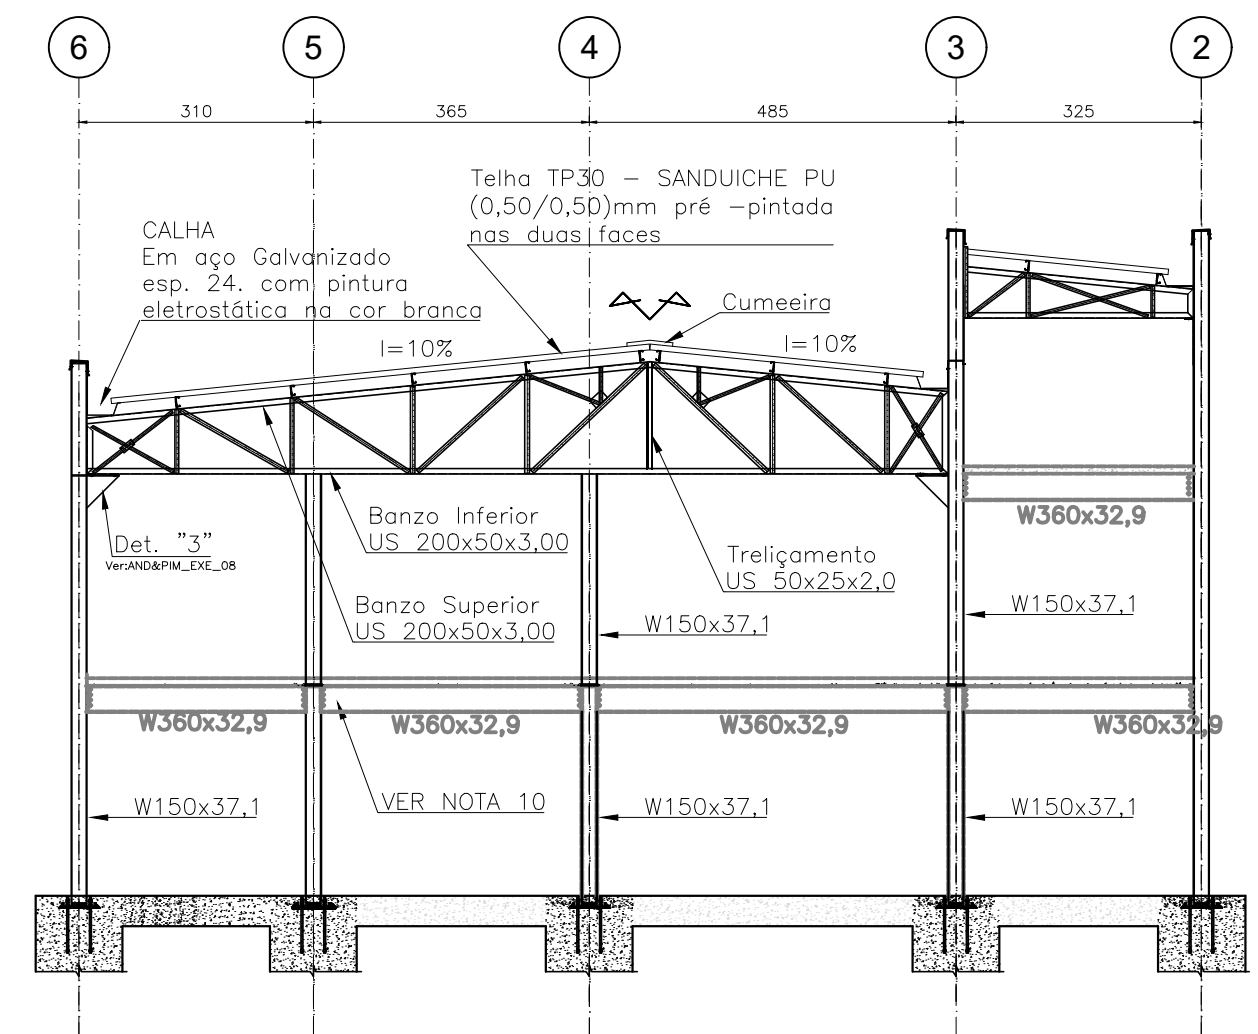 6 5 4 3 2
310 365 485 325
Telha TP30 – SANDUICHE PU
(0,50/0,50)mm pré –pintada
nas duas faces
CALHA
Em aço Galvanizado
esp. 24. com pintura
eletrostática na cor branca
Cumeeira
I=10%
I=10%
W360x32,9
Banzo Inferior
US 200x50x3,00
Det. "3"
Ver:AND&PIM_EXE_08
Treliçamento
US 50x25x2,0
Banzo Superior
US 200x50x3,00
W150x37,1
W150x37,1
W360x32,9
W360x32,9
W360x32,9
W360x32,9
VER NOTA 10
W150x37,1
W150x37,1
W150x37,1